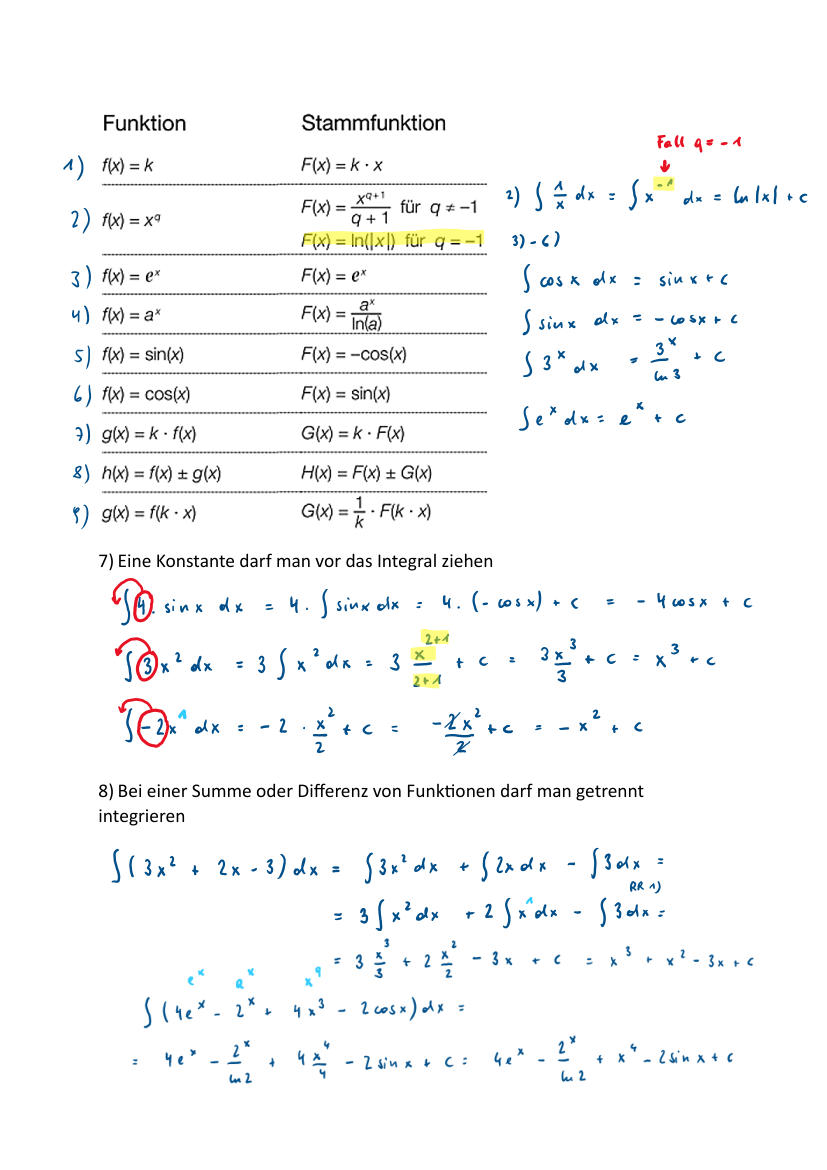 Funktion Stammfunktion
Fall q = -1
1) f(x) = k F(x) = k · x
2) f(x) = x^q F(x) = x^(q+1)/(q + 1) für q ≠ −1
F(x) = ln(|x|) für q = −1
2) ∫ 1/x dx = ∫ x^-1 dx = ln|x| + c
3) f(x) = e^x F(x) = e^x
4) f(x) = a^x F(x) = a^x/ln(a)
5) f(x) = sin(x) F(x) = −cos(x)
6) f(x) = cos(x) F(x) = sin(x)
7) g(x) = k · f(x) G(x) = k · F(x)
8) h(x) = f(x) ± g(x) H(x) = F(x) ± G(x)
9) g(x) = f(k · x) G(x) = 1/k · F(k · x)
3) - 6)
∫ cos x dx = sin x + c
∫ sin x dx = - cos x + c
∫ 3^x dx = 3^x/ln 3 + c
∫ e^x dx = e^x + c
7) Eine Konstante darf man vor das Integral ziehen
∫ 4 · sin x dx = 4 · ∫ sin x dx = 4 · (- cos x) + c = - 4 cos x + c
∫ 3 x^2 dx = 3 ∫ x^2 dx = 3 x^(2+1)/(2+1) + c = 3x^3/3 + c = x^3 + c
∫ -2 x^1 dx = - 2 · x^2/2 + c = -2x^2/2 + c = - x^2 + c
8) Bei einer Summe oder Differenz von Funktionen darf man getrennt
integrieren
∫ (3x^2 + 2x - 3) dx = ∫ 3x^2 dx + ∫ 2x dx - ∫ 3 dx =
RR 1)
= 3 ∫ x^2 dx + 2 ∫ x^1 dx - ∫ 3 dx =
= 3 x^3/3 + 2 x^2/2 - 3x + c = x^3 + x^2 - 3x + c
e^x a^x x^q
∫ (4e^x - 2^x + 4x^3 - 2 cos x) dx =
= 4e^x - 2^x/ln 2 + 4 x^4/4 - 2 sin x + c = 4e^x - 2^x/ln 2 + x^4 - 2 sin x + c